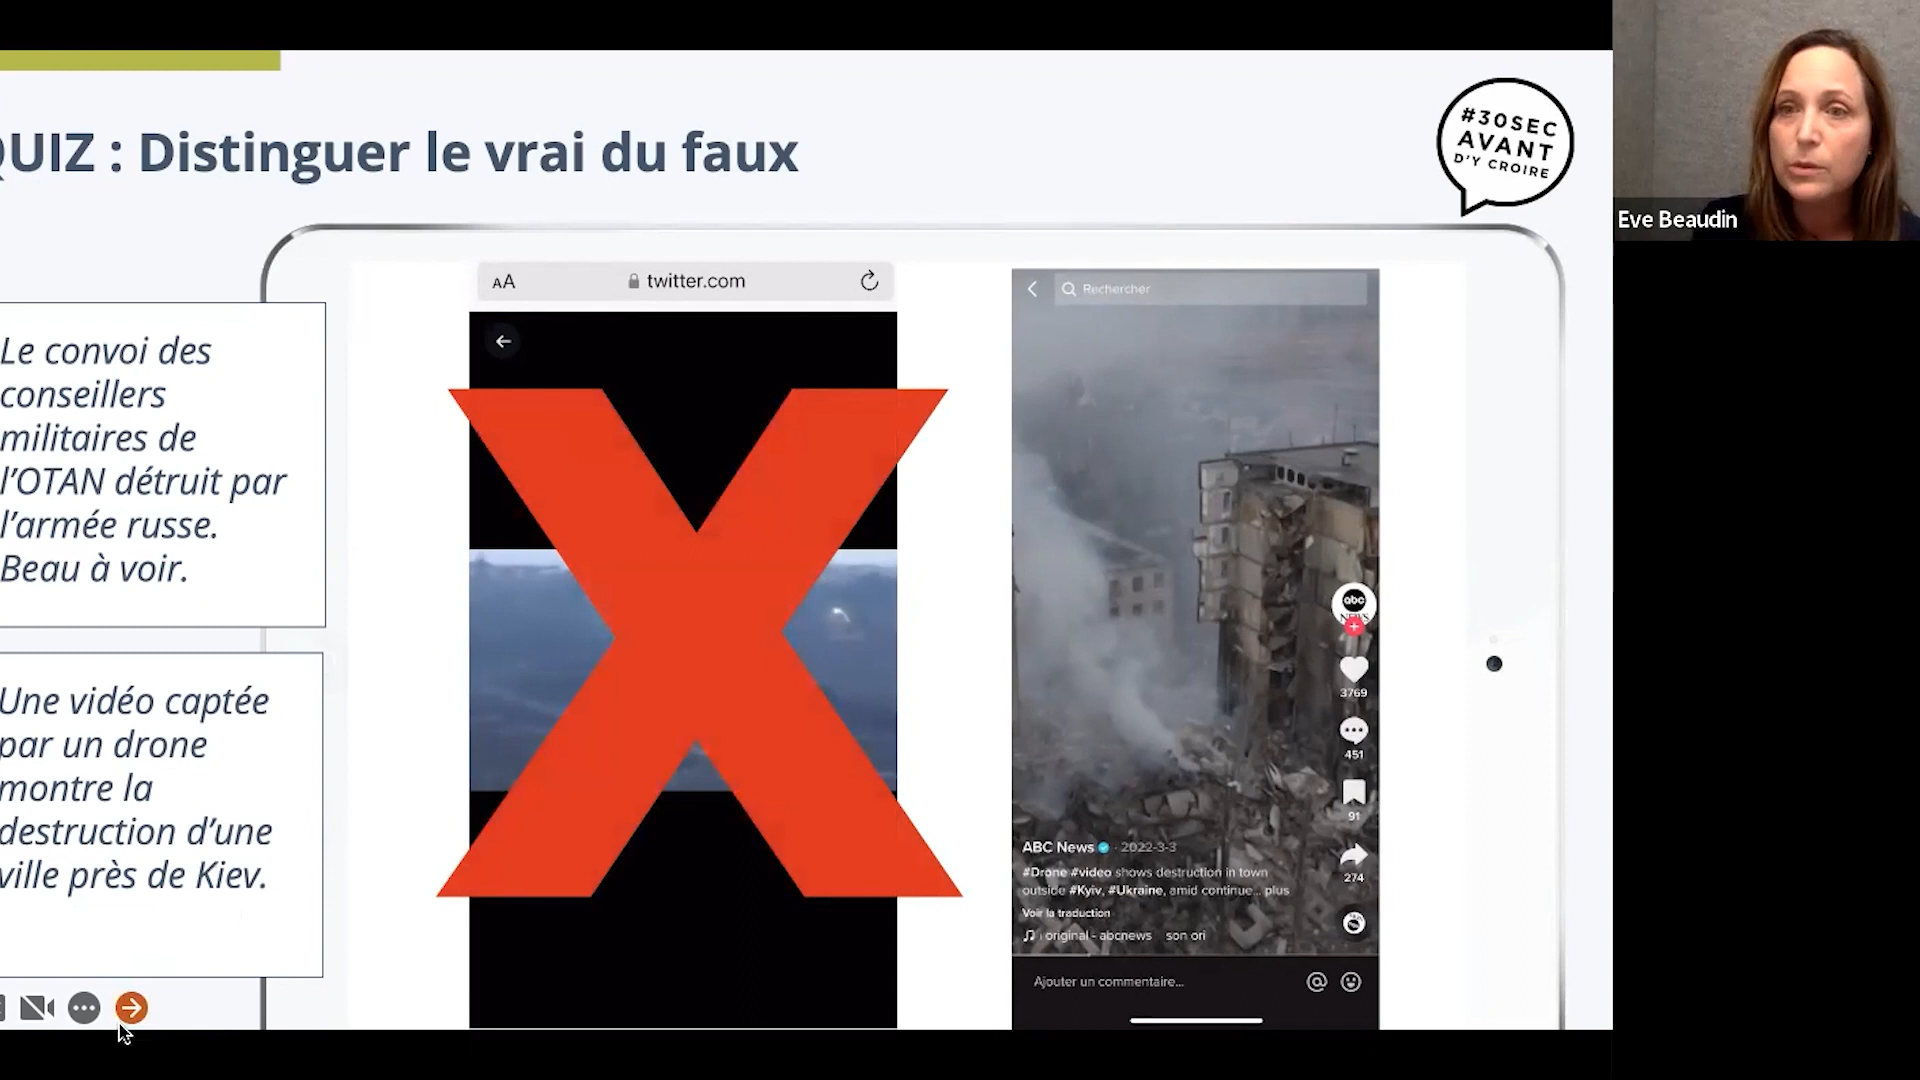 QUIZ : Distinguer le vrai du faux
#30SEC
AVANT
D'Y CROIRE
Eve Beaudin
Le convoi des
conseillers
militaires de
l'OTAN détruit par
l'armée russe.
Beau à voir.
Une vidéo captée
par un drone
montre la
destruction d'une
ville près de Kiev.
AA
twitter.com
Rechercher
abc
NEWS
3769
451
91
274
ABC News · 2022-3-3
#Drone #video shows destruction in town
outside #Kyiv, #Ukraine, amid continue... plus
Voir la traduction
original - abcnews son ori
Ajouter un commentaire...